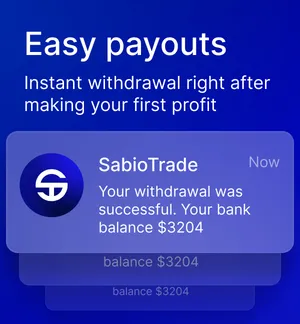 Easy payouts
Instant withdrawal right after
making your first profit
SabioTrade
Now
Your withdrawal was
successful. Your bank
balance $3204
balance $3204
balance $3204